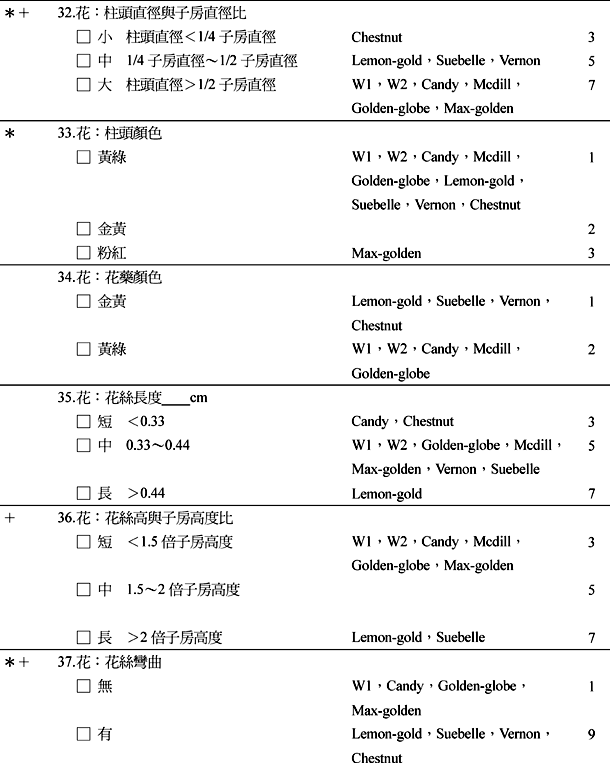 ＊＋ 32.花：柱頭直徑與子房直徑比
□ 小 柱頭直徑＜1/4 子房直徑 Chestnut 3
□ 中 1/4 子房直徑～1/2 子房直徑 Lemon-gold，Suebelle，Vernon 5
□ 大 柱頭直徑＞1/2 子房直徑 W1，W2，Candy，Mcdill， 7
Golden-globe，Max-golden
＊ 33.花：柱頭顏色
□ 黃綠 W1，W2，Candy，Mcdill， 1
Golden-globe，Lemon-gold，
Suebelle，Vernon，Chestnut
□ 金黃 2
□ 粉紅 Max-golden 3
34.花：花藥顏色
□ 金黃 Lemon-gold，Suebelle，Vernon， 1
Chestnut
□ 黃綠 W1，W2，Candy，Mcdill， 2
Golden-globe
35.花：花絲長度____cm
□ 短 ＜0.33 Candy，Chestnut 3
□ 中 0.33～0.44 W1，W2，Golden-globe，Mcdill， 5
Max-golden，Vernon，Suebelle
□ 長 ＞0.44 Lemon-gold 7
＋ 36.花：花絲高與子房高度比
□ 短 ＜1.5 倍子房高度 W1，W2，Candy，Mcdill， 3
Golden-globe，Max-golden
□ 中 1.5～2 倍子房高度 5
□ 長 ＞2 倍子房高度 Lemon-gold，Suebelle 7
＊＋ 37.花：花絲彎曲
□ 無 W1，Candy，Golden-globe， 1
Max-golden
□ 有 Lemon-gold，Suebelle，Vernon， 9
Chestnut